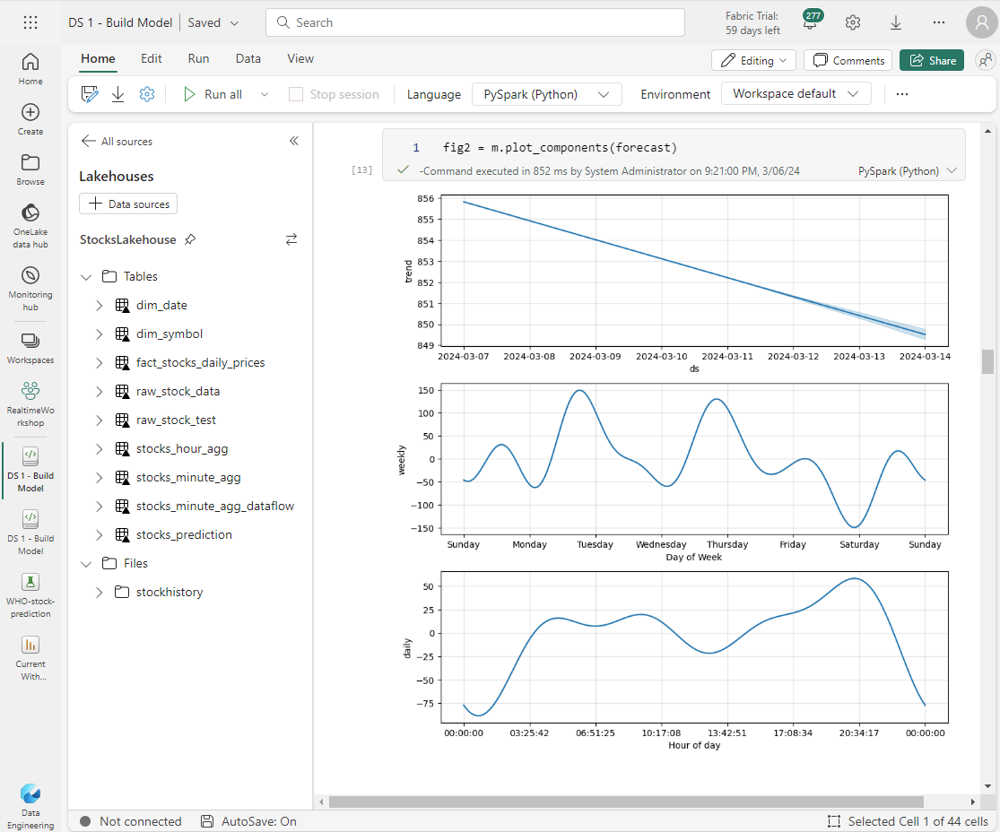 DS 1 - Build Model
Saved
Search
Fabric Trial:
59 days left
277
Home
Edit
Run
Data
View
Editing
Comments
Share
Run all
Stop session
Language
PySpark (Python)
Environment
Workspace default
Home
Create
Browse
OneLake
data hub
Monitoring
hub
Workspaces
RealtimeWo
rkshop
DS 1 - Build
Model
DS 1 - Build
Model
WHO-stock-
prediction
Current
With...
Data
Engineering
All sources
Lakehouses
Data sources
StocksLakehouse
Tables
dim_date
dim_symbol
fact_stocks_daily_prices
raw_stock_data
raw_stock_test
stocks_hour_agg
stocks_minute_agg
stocks_minute_agg_dataflow
stocks_prediction
Files
stockhistory
1 fig2 = m.plot_components(forecast)
[13]
-Command executed in 852 ms by System Administrator on 9:21:00 PM, 3/06/24
PySpark (Python)
856
855
854
853
852
851
850
849
trend
2024-03-07 2024-03-08 2024-03-09 2024-03-10 2024-03-11 2024-03-12 2024-03-13 2024-03-14
ds
150
100
50
0
−50
−100
−150
weekly
Sunday Monday Tuesday Wednesday Thursday Friday Saturday Sunday
Day of Week
50
25
0
−25
−50
−75
daily
00:00:00 03:25:42 06:51:25 10:17:08 13:42:51 17:08:34 20:34:17 00:00:00
Hour of day
Not connected
AutoSave: On
Selected Cell 1 of 44 cells